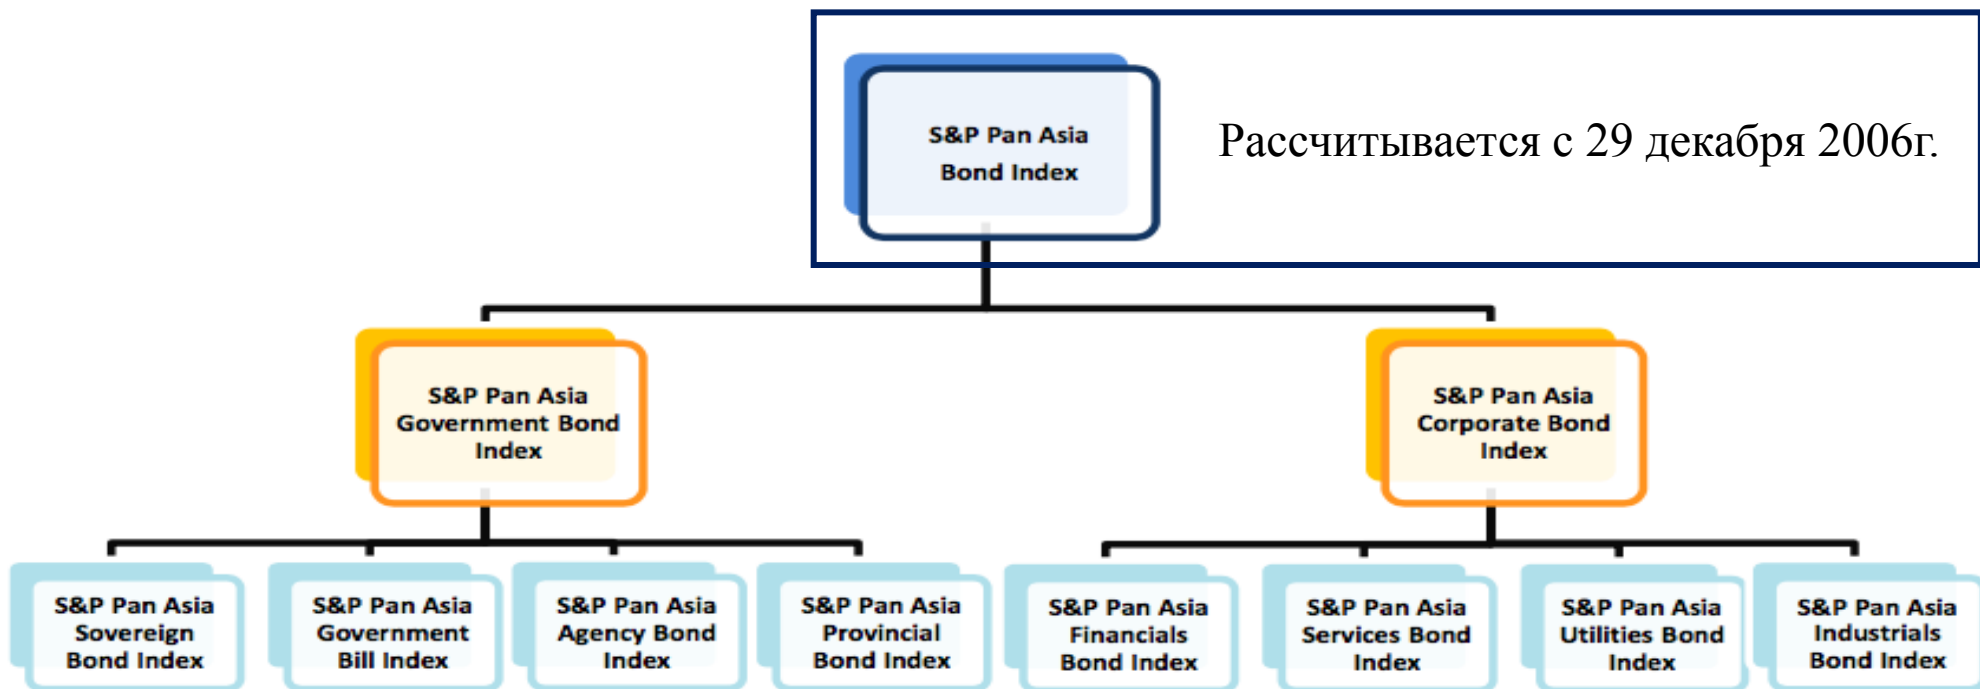 S&P Pan Asia
Bond Index
Рассчитывается с 29 декабря 2006г.
S&P Pan Asia
Government Bond
Index
S&P Pan Asia
Corporate Bond
Index
S&P Pan Asia
Sovereign
Bond Index
S&P Pan Asia
Government
Bill Index
S&P Pan Asia
Agency Bond
Index
S&P Pan Asia
Provincial
Bond Index
S&P Pan Asia
Financials
Bond Index
S&P Pan Asia
Services Bond
Index
S&P Pan Asia
Utilities Bond
Index
S&P Pan Asia
Industrials
Bond Index